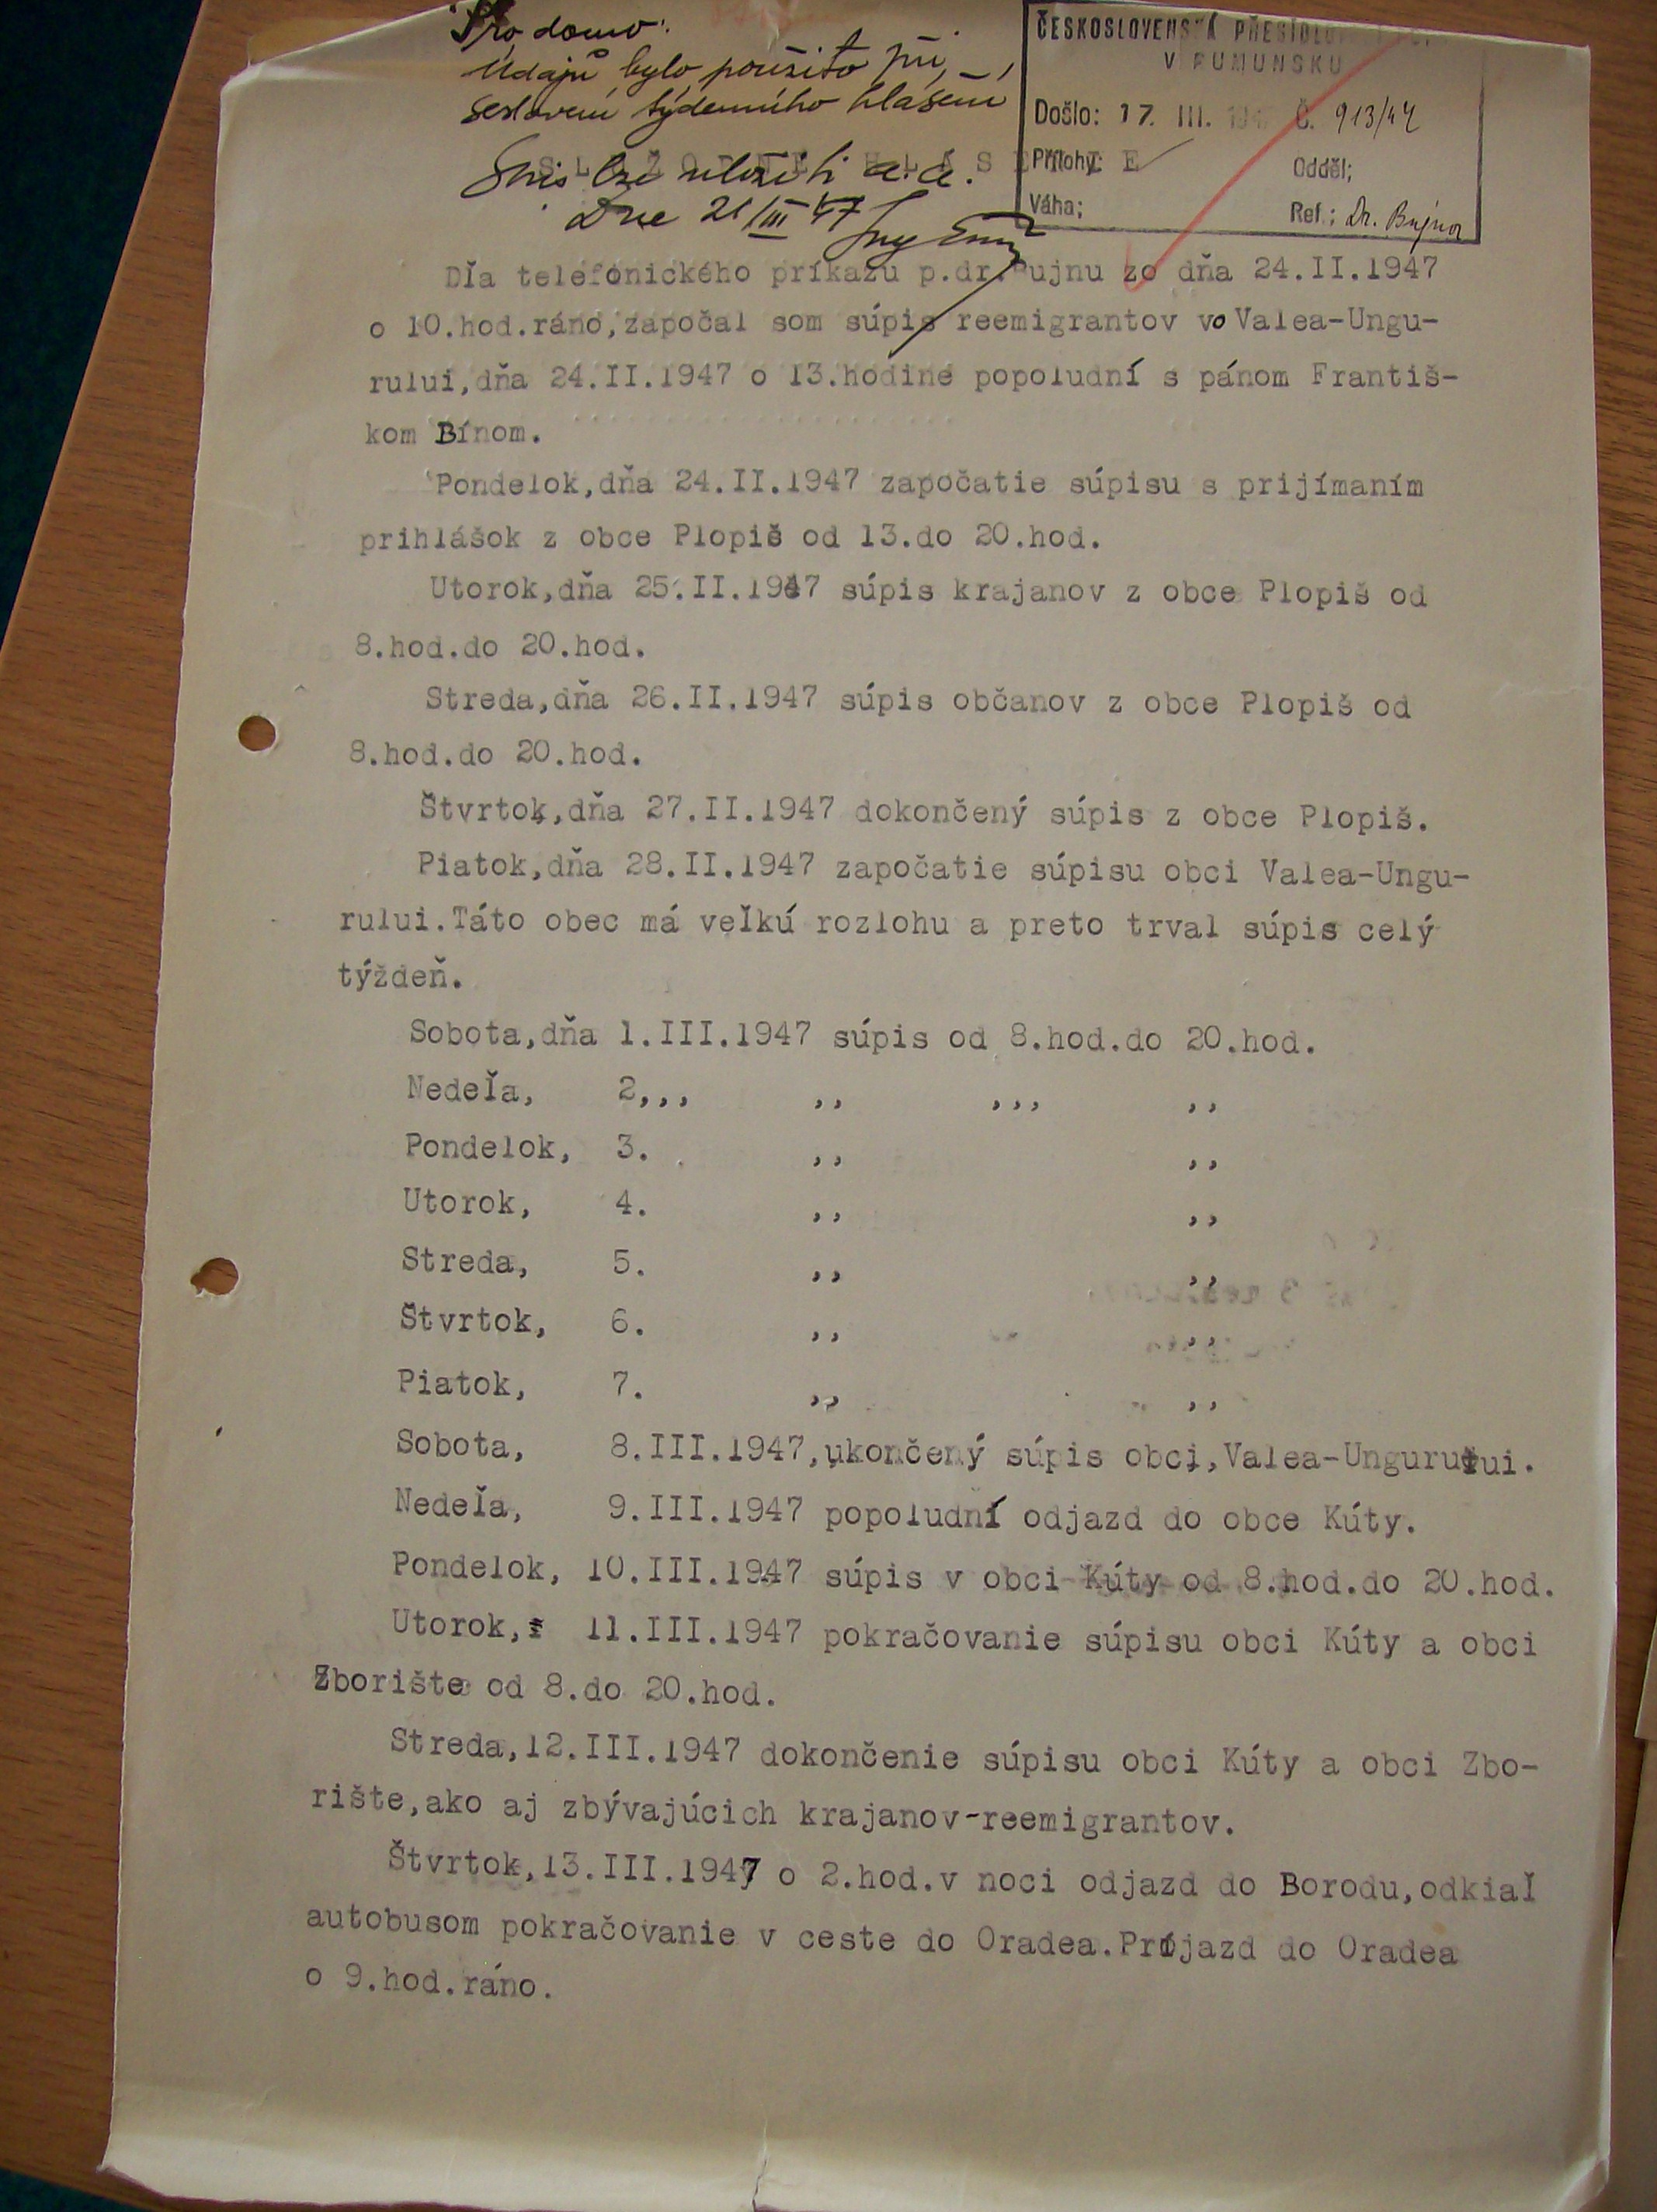 Pro domo:
Údajů bylo použito při
sestavení týdenního hlášení
Spis lze uložiti a.a.
Dne 21/III 47 Ing
ČESKOSLOVENSKÁ
V RUMUNSKU
Došlo: 17. III. Č. 913/47
Přílohy: Odděl;
Váha; Ref.: Dr. Bujna
HLÁSENIE
Dľa telefonického príkazu p.dr.Bujnu zo dňa 24.II.1947
o 10.hod.ráno,započal som súpis reemigrantov vo Valea-Ungu-
rului,dňa 24.II.1947 o 13.hodine popoludní s pánom Františ-
kom Bínom.
Pondelok,dňa 24.II.1947 započatie súpisu s prijímaním
prihlášok z obce Plopiš od 13.do 20.hod.
Utorok,dňa 25.II.1947 súpis krajanov z obce Plopiš od
8.hod.do 20.hod.
Streda,dňa 26.II.1947 súpis občanov z obce Plopiš od
8.hod.do 20.hod.
Štvrtok,dňa 27.II.1947 dokončený súpis z obce Plopiš.
Piatok,dňa 28.II.1947 započatie súpisu obci Valea-Ungu-
rului.Táto obec má veľkú rozlohu a preto trval súpis celý
týždeň.
Sobota,dňa 1.III.1947 súpis od 8.hod.do 20.hod.
Nedeľa, 2,,, ,, ,,, ,,
Pondelok, 3. ,, ,,
Utorok, 4. ,, ,,
Streda, 5. ,, ,,
Štvrtok, 6. ,, ,,
Piatok, 7. ,, ,,
Sobota, 8.III.1947,ukončený súpis obci,Valea-Ungurului.
Nedeľa, 9.III.1947 popoludní odjazd do obce Kúty.
Pondelok, 10.III.1947 súpis v obci Kúty od 8.hod.do 20.hod.
Utorok, 11.III.1947 pokračovanie súpisu obci Kúty a obci
Zborište od 8.do 20.hod.
Streda,12.III.1947 dokončenie súpisu obci Kúty a obci Zbo-
rište,ako aj zbývajúcich krajanov-reemigrantov.
Štvrtok,13.III.1947 o 2.hod.v noci odjazd do Borodu,odkiaľ
autobusom pokračovanie v ceste do Oradea.Príjazd do Oradea
o 9.hod.ráno.